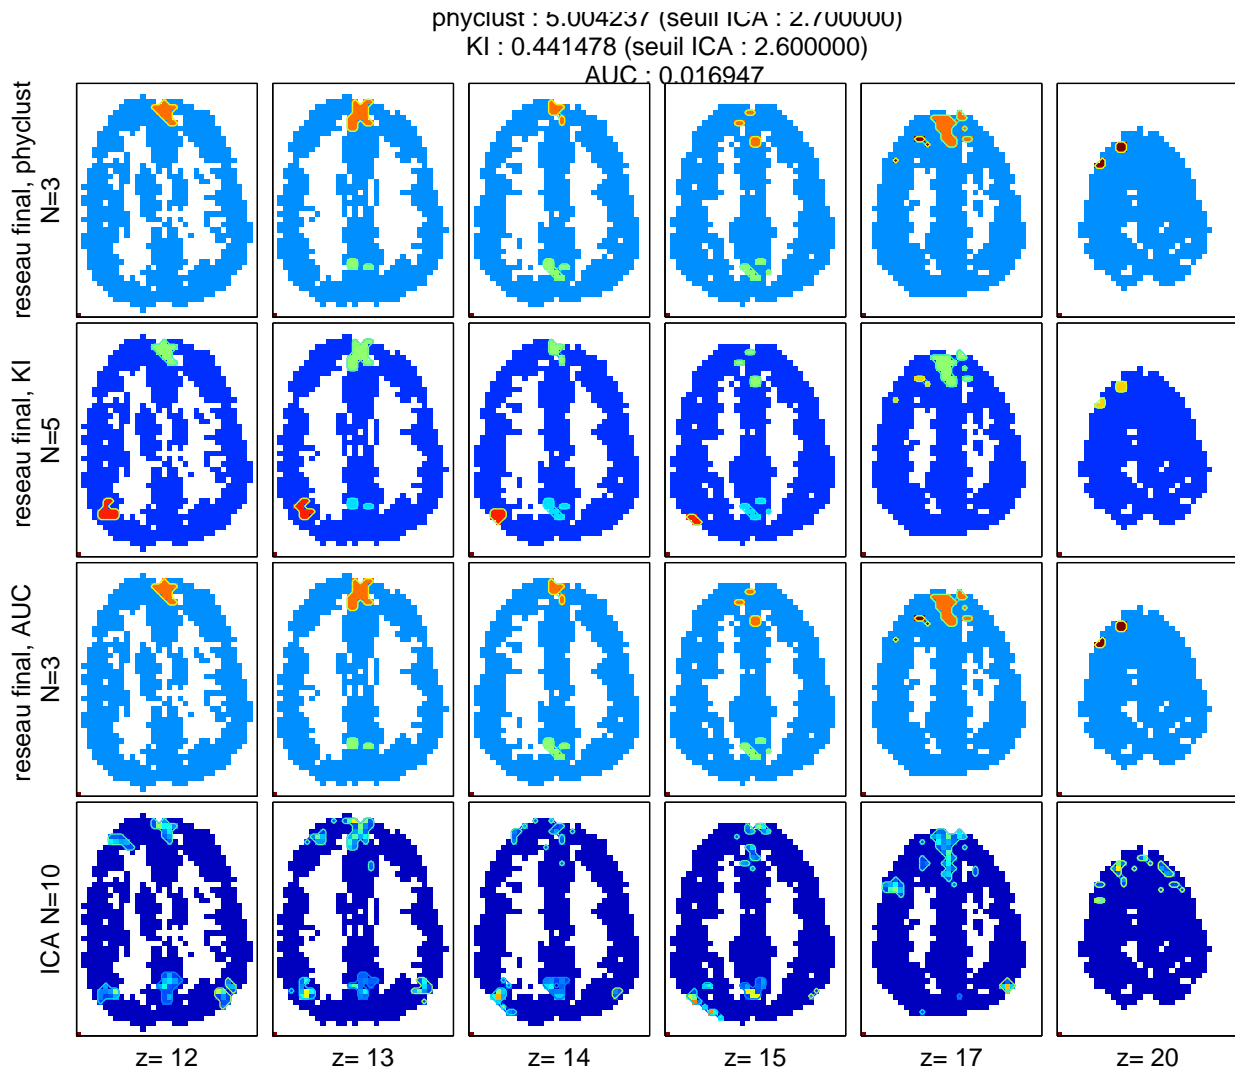 phyclust : 5.004237 (seuil ICA : 2.700000)
KI : 0.441478 (seuil ICA : 2.600000)
AUC : 0.016947
reseau final, phyclust
N=3
reseau final, KI
N=5
reseau final, AUC
N=3
ICA N=10
z= 12
z= 13
z= 14
z= 15
z= 17
z= 20